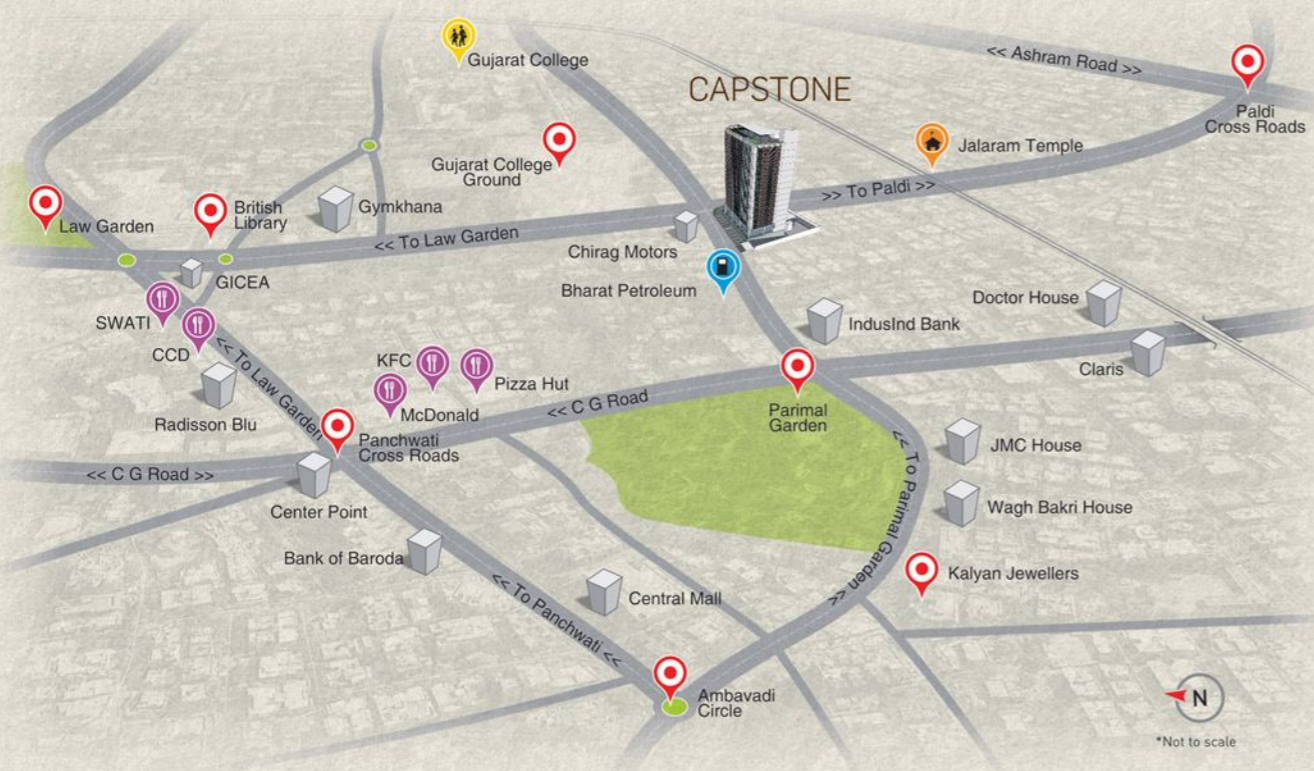 Gujarat College
<< Ashram Road >>
CAPSTONE
Paldi
Cross Roads
Gujarat College
Ground
Jalaram Temple
>> To Paldi >>
Law Garden
British
Library
Gymkhana
<< To Law Garden
Chirag Motors
GICEA
Bharat Petroleum
Doctor House
SWATI
IndusInd Bank
CCD
<< To Law Garden
KFC
Pizza Hut
Claris
McDonald
<< C G Road
Parimal
Garden
Radisson Blu
Panchwati
Cross Roads
<< To Parimal Garden >>
JMC House
<< C G Road >>
Center Point
Wagh Bakri House
Bank of Baroda
Kalyan Jewellers
<< To Panchwati <<
Central Mall
Ambavadi
Circle
N
*Not to scale